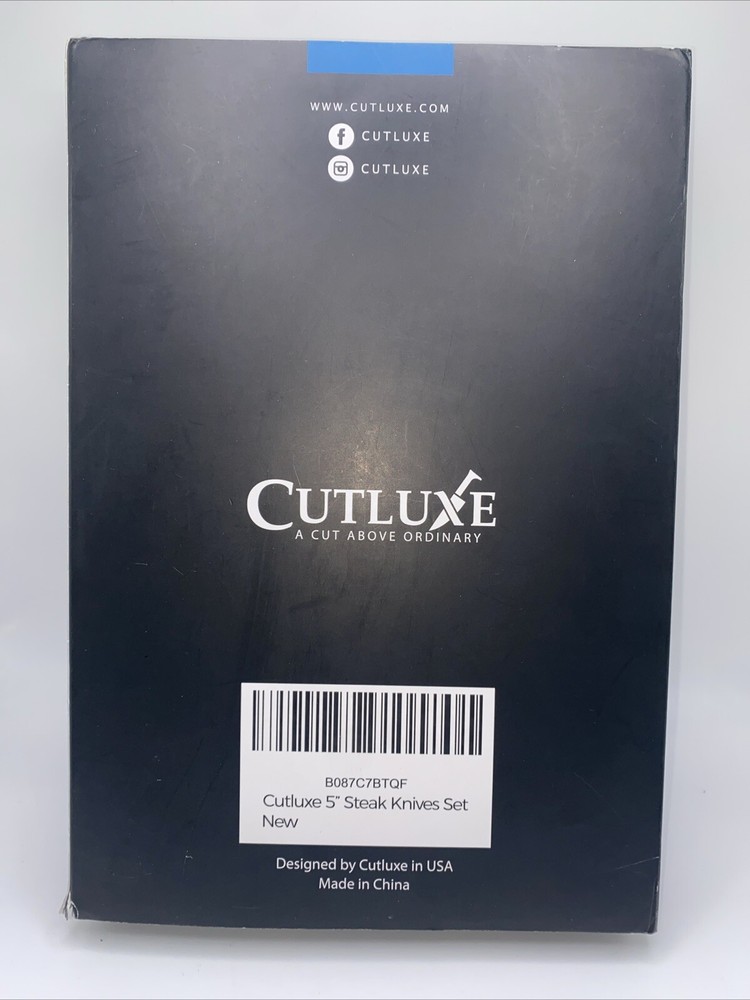 WWW.CUTLUXE.COM
CUTLUXE
CUTLUXE
CUTLUXE
A CUT ABOVE ORDINARY
B087C7BTQF
Cutluxe 5” Steak Knives Set
New
Designed by Cutluxe in USA
Made in China